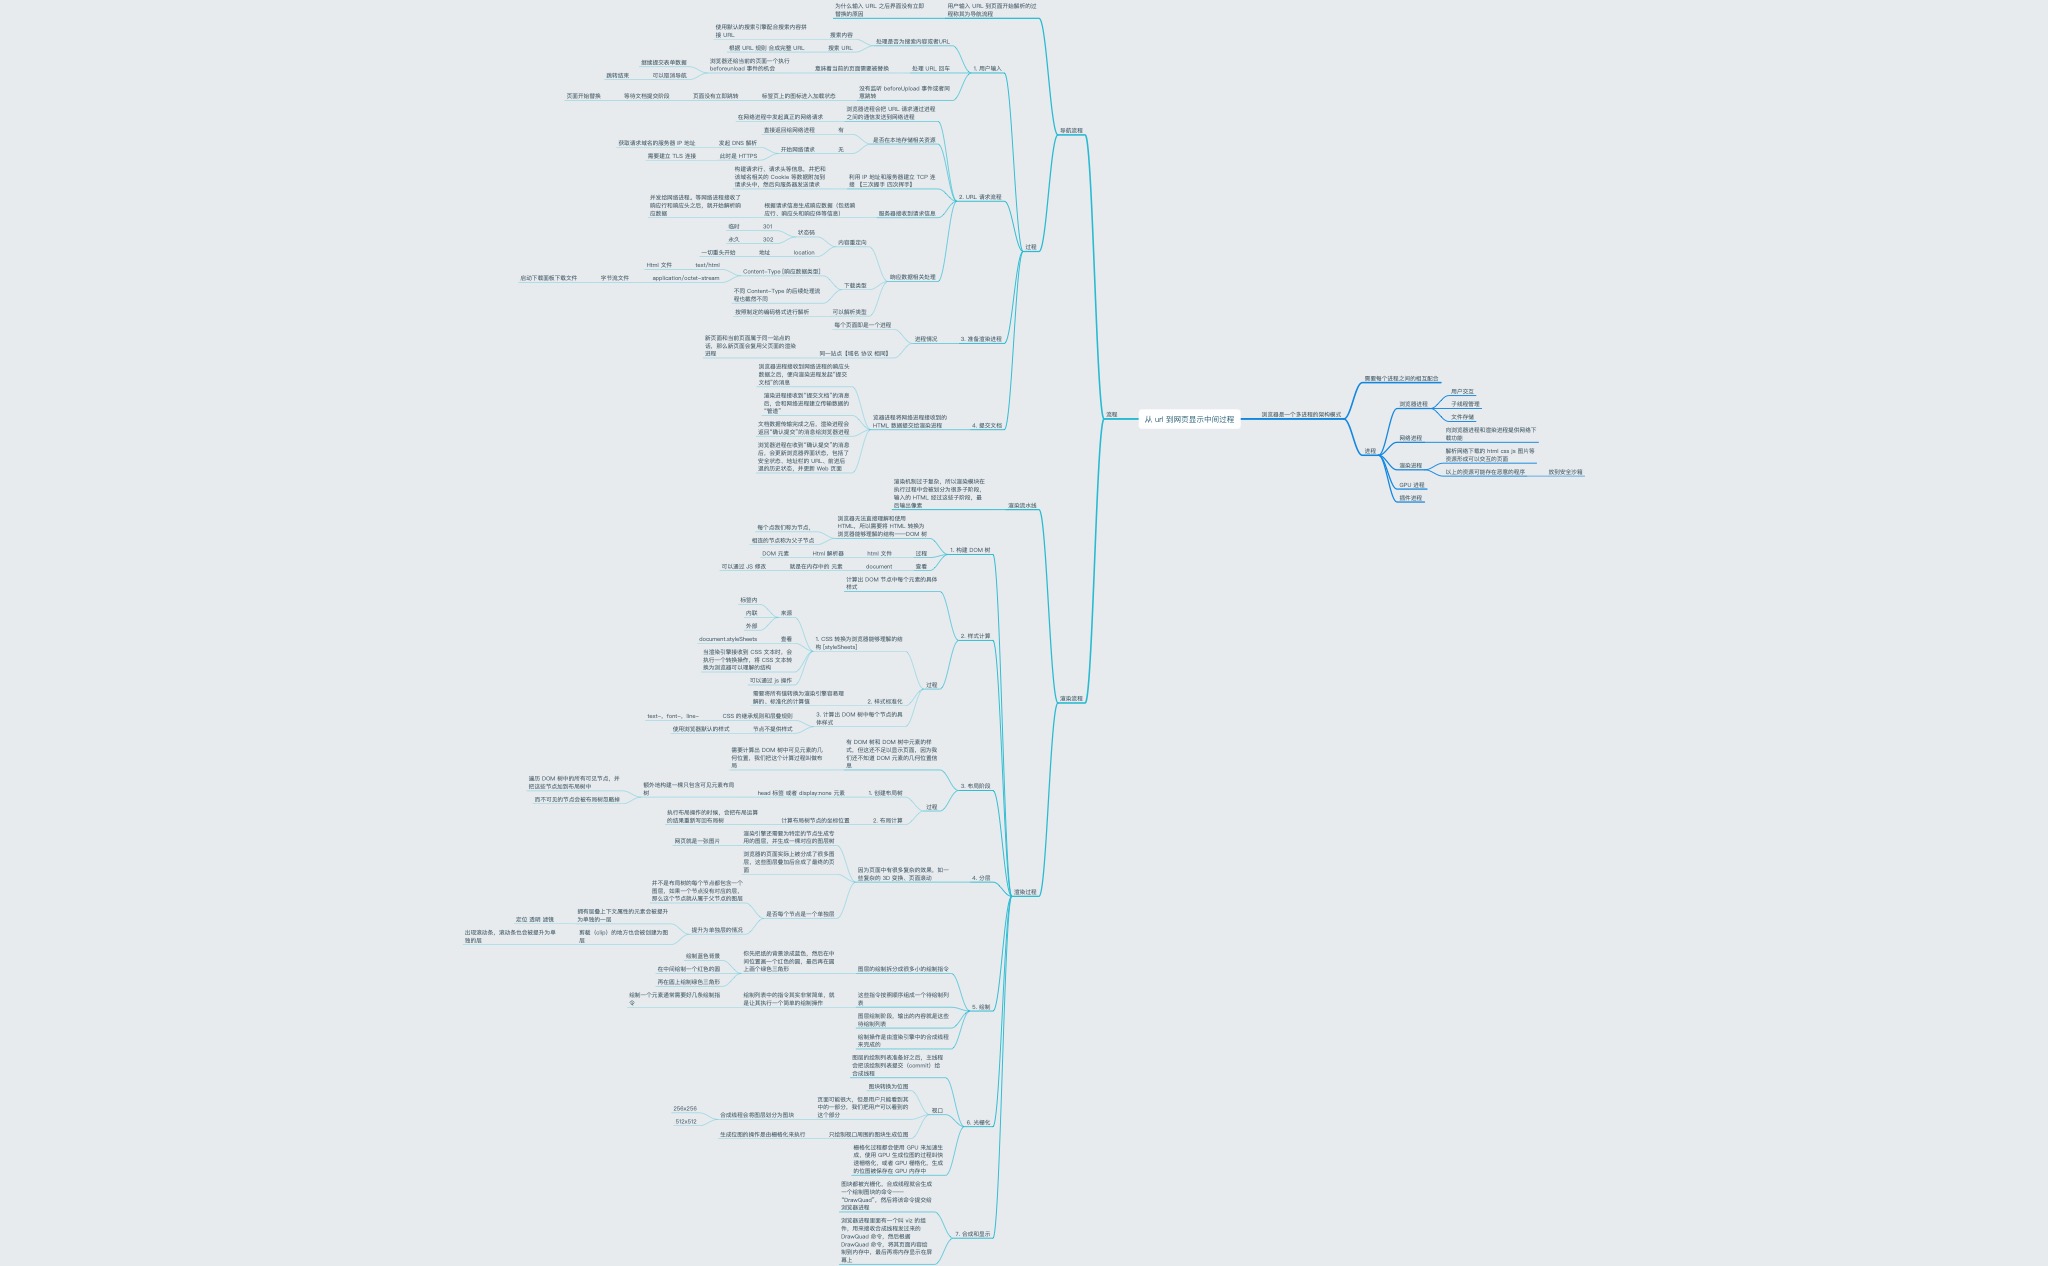 从 url 到网页显示中间过程
浏览器是一个多进程的架构模式
需要每个进程之间的相互配合
进程
浏览器进程
用户交互
子线程管理
文件存储
网络进程
向浏览器进程和渲染进程提供网络下
载功能
渲染进程
解析网络下载的 html css js 图片等
资源形成可以交互的页面
以上的资源可能存在恶意的程序
放到安全沙箱
GPU 进程
插件进程
流程
导航流程
用户输入 URL 到页面开始解析的过
程称其为导航流程
为什么输入 URL 之后界面没有立即
替换的原因
过程
1. 用户输入
处理是否为搜索内容或者URL
搜索内容
使用默认的搜索引擎配合搜索内容拼
接 URL
搜索 URL
根据 URL 规则 合成完整 URL
处理 URL 回车
意味着当前的页面需要被替换
浏览器还给当前的页面一个执行
beforeunload 事件的机会
继续提交表单数据
可以取消导航
跳转结束
没有监听 beforeUpload 事件或者同
意跳转
标签页上的图标进入加载状态
页面没有立即跳转
等待文档提交阶段
页面开始替换
2. URL 请求流程
浏览器进程会把 URL 请求通过进程
之间的通信发送到网络进程
在网络进程中发起真正的网络请求
是否在本地存储相关资源
有
直接返回给网络进程
无
开始网络请求
发起 DNS 解析
获取请求域名的服务器 IP 地址
此时是 HTTPS
需要建立 TLS 连接
利用 IP 地址和服务器建立 TCP 连
接 【三次握手 四次挥手】
构建请求行、请求头等信息，并把和
该域名相关的 Cookie 等数据附加到
请求头中，然后向服务器发送请求
服务器接收到请求信息
根据请求信息生成响应数据（包括响
应行、响应头和响应体等信息）
并发给网络进程。等网络进程接收了
响应行和响应头之后，就开始解析响
应数据
响应数据相关处理
内容重定向
状态码
301
临时
302
永久
location
地址
一切重头开始
下载类型
Content-Type [响应数据类型]
text/html
Html 文件
application/octet-stream
字节流文件
启动下载面板下载文件
不同 Content-Type 的后续处理流
程也截然不同
可以解析类型
按照制定的编码格式进行解析
3. 准备渲染进程
进程情况
每个页面即是一个进程
同一站点【域名 协议 相同】
新页面和当前页面属于同一站点的
话，那么新页面会复用父页面的渲染
进程
4. 提交文档
览器进程将网络进程接收到的
HTML 数据提交给渲染进程
浏览器进程接收到网络进程的响应头
数据之后，便向渲染进程发起“提交
文档”的消息
渲染进程接收到“提交文档”的消息
后，会和网络进程建立传输数据的
“管道”
文档数据传输完成之后，渲染进程会
返回“确认提交”的消息给浏览器进程
浏览器进程在收到“确认提交”的消息
后，会更新浏览器界面状态，包括了
安全状态、地址栏的 URL、前进后
退的历史状态，并更新 Web 页面
渲染流程
渲染流水线
渲染机制过于复杂，所以渲染模块在
执行过程中会被划分为很多子阶段，
输入的 HTML 经过这些子阶段，最
后输出像素
渲染过程
1. 构建 DOM 树
浏览器无法直接理解和使用
HTML，所以需要将 HTML 转换为
浏览器能够理解的结构——DOM 树
每个点我们称为节点，
相连的节点称为父子节点
过程
html 文件
Html 解析器
DOM 元素
查看
document
就是在内存中的 元素
可以通过 JS 修改
2. 样式计算
计算出 DOM 节点中每个元素的具体
样式
过程
1. CSS 转换为浏览器能够理解的结
构 [styleSheets]
来源
标签内
内联
外部
查看
document.styleSheets
当渲染引擎接收到 CSS 文本时，会
执行一个转换操作，将 CSS 文本转
换为浏览器可以理解的结构
可以通过 js 操作
2. 样式标准化
需要将所有值转换为渲染引擎容易理
解的、标准化的计算值
3. 计算出 DOM 树中每个节点的具
体样式
CSS 的继承规则和层叠规则
text-，font-，line-
节点不提供样式
使用浏览器默认的样式
3. 布局阶段
有 DOM 树和 DOM 树中元素的样
式，但这还不足以显示页面，因为我
们还不知道 DOM 元素的几何位置信
息
需要计算出 DOM 树中可见元素的几
何位置，我们把这个计算过程叫做布
局
过程
1. 创建布局树
head 标签 或者 display:none 元素
额外地构建一棵只包含可见元素布局
树
遍历 DOM 树中的所有可见节点，并
把这些节点加到布局树中
而不可见的节点会被布局树忽略掉
2. 布局计算
计算布局树节点的坐标位置
执行布局操作的时候，会把布局运算
的结果重新写回布局树
4. 分层
因为页面中有很多复杂的效果，如一
些复杂的 3D 变换、页面滚动
渲染引擎还需要为特定的节点生成专
用的图层，并生成一棵对应的图层树
网页就是一张图片
浏览器的页面实际上被分成了很多图
层，这些图层叠加后合成了最终的页
面
是否每个节点是一个单独层
并不是布局树的每个节点都包含一个
图层，如果一个节点没有对应的层，
那么这个节点就从属于父节点的图层
提升为单独层的情况
拥有层叠上下文属性的元素会被提升
为单独的一层
定位 透明 滤镜
剪裁（clip）的地方也会被创建为图
层
出现滚动条，滚动条也会被提升为单
独的层
5. 绘制
图层的绘制拆分成很多小的绘制指令
你先把纸的背景涂成蓝色，然后在中
间位置画一个红色的圆，最后再在圆
上画个绿色三角形
绘制蓝色背景
在中间绘制一个红色的圆
再在圆上绘制绿色三角形
这些指令按照顺序组成一个待绘制列
表
绘制列表中的指令其实非常简单，就
是让其执行一个简单的绘制操作
绘制一个元素通常需要好几条绘制指
令
图层绘制阶段，输出的内容就是这些
待绘制列表
绘制操作是由渲染引擎中的合成线程
来完成的
6. 光栅化
图层的绘制列表准备好之后，主线程
会把该绘制列表提交（commit）给
合成线程
视口
图块转换为位图
页面可能很大，但是用户只能看到其
中的一部分，我们把用户可以看到的
这个部分
合成线程会将图层划分为图块
256x256
512x512
只绘制视口周围的图块生成位图
生成位图的操作是由栅格化来执行
栅格化过程都会使用 GPU 来加速生
成，使用 GPU 生成位图的过程叫快
速栅格化，或者 GPU 栅格化，生成
的位图被保存在 GPU 内存中
7. 合成和显示
图块都被光栅化，合成线程就会生成
一个绘制图块的命令——
“DrawQuad”，然后将该命令提交给
浏览器进程
浏览器进程里面有一个叫 viz 的组
件，用来接收合成线程发过来的
DrawQuad 命令，然后根据
DrawQuad 命令，将其页面内容绘
制到内存中，最后再将内存显示在屏
幕上